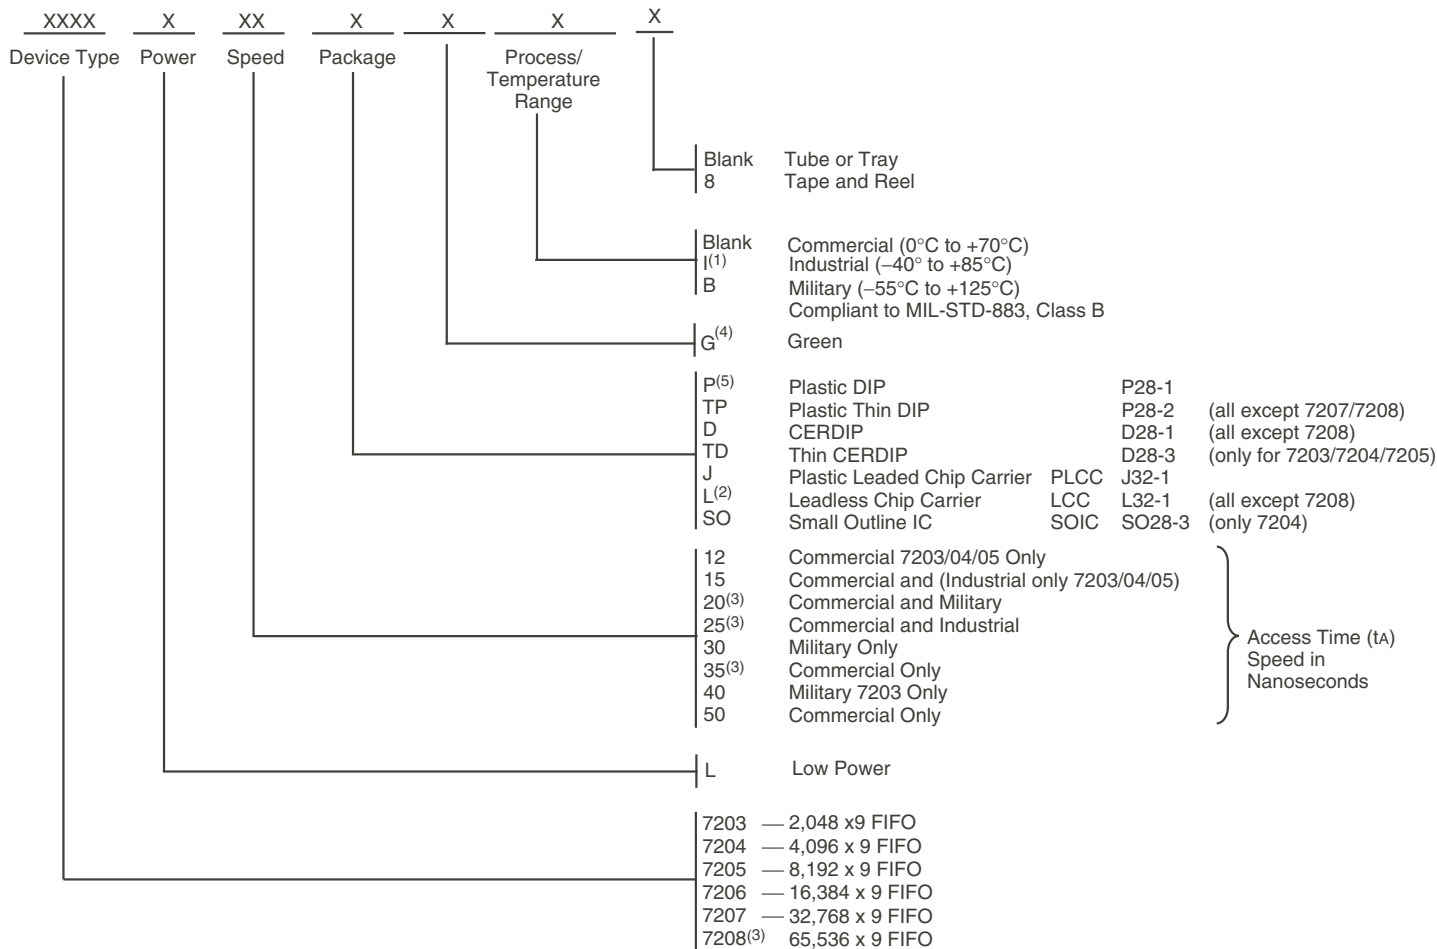 XXXX X XX X X X X
Device Type Power Speed Package Process/
Temperature
Range
Blank Tube or Tray
8 Tape and Reel
Blank Commercial (0°C to +70°C)
I(1) Industrial (–40° to +85°C)
B Military (–55°C to +125°C)
Compliant to MIL-STD-883, Class B
G(4) Green
P(5) Plastic DIP P28-1
TP Plastic Thin DIP P28-2 (all except 7207/7208)
D CERDIP D28-1 (all except 7208)
TD Thin CERDIP D28-3 (only for 7203/7204/7205)
J Plastic Leaded Chip Carrier PLCC J32-1
L(2) Leadless Chip Carrier LCC L32-1 (all except 7208)
SO Small Outline IC SOIC SO28-3 (only 7204)
12 Commercial 7203/04/05 Only
15 Commercial and (Industrial only 7203/04/05)
20(3) Commercial and Military
25(3) Commercial and Industrial
30 Military Only
35(3) Commercial Only
40 Military 7203 Only
50 Commercial Only
Access Time (tA)
Speed in
Nanoseconds
L Low Power
7203 — 2,048 x9 FIFO
7204 — 4,096 x 9 FIFO
7205 — 8,192 x 9 FIFO
7206 — 16,384 x 9 FIFO
7207 — 32,768 x 9 FIFO
7208(3) 65,536 x 9 FIFO